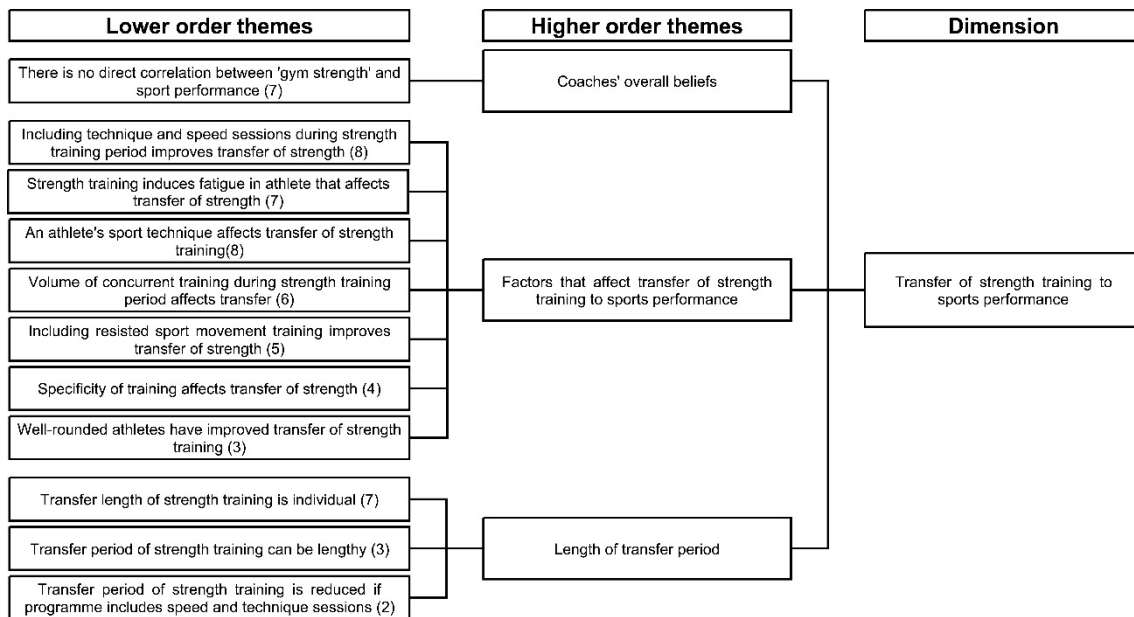 Lower order themes
Higher order themes
Dimension
There is no direct correlation between 'gym strength' and
sport performance (7)
Coaches' overall beliefs
Including technique and speed sessions during strength
training period improves transfer of strength (8)
Strength training induces fatigue in athlete that affects
transfer of strength (7)
An athlete's sport technique affects transfer of strength
training(8)
Volume of concurrent training during strength training
period affects transfer (6)
Including resisted sport movement training improves
transfer of strength (5)
Specificity of training affects transfer of strength (4)
Well-rounded athletes have improved transfer of strength
training (3)
Factors that affect transfer of strength
training to sports performance
Transfer of strength training to
sports performance
Transfer length of strength training is individual (7)
Transfer period of strength training can be lengthy (3)
Transfer period of strength training is reduced if
programme includes speed and technique sessions (2)
Length of transfer period